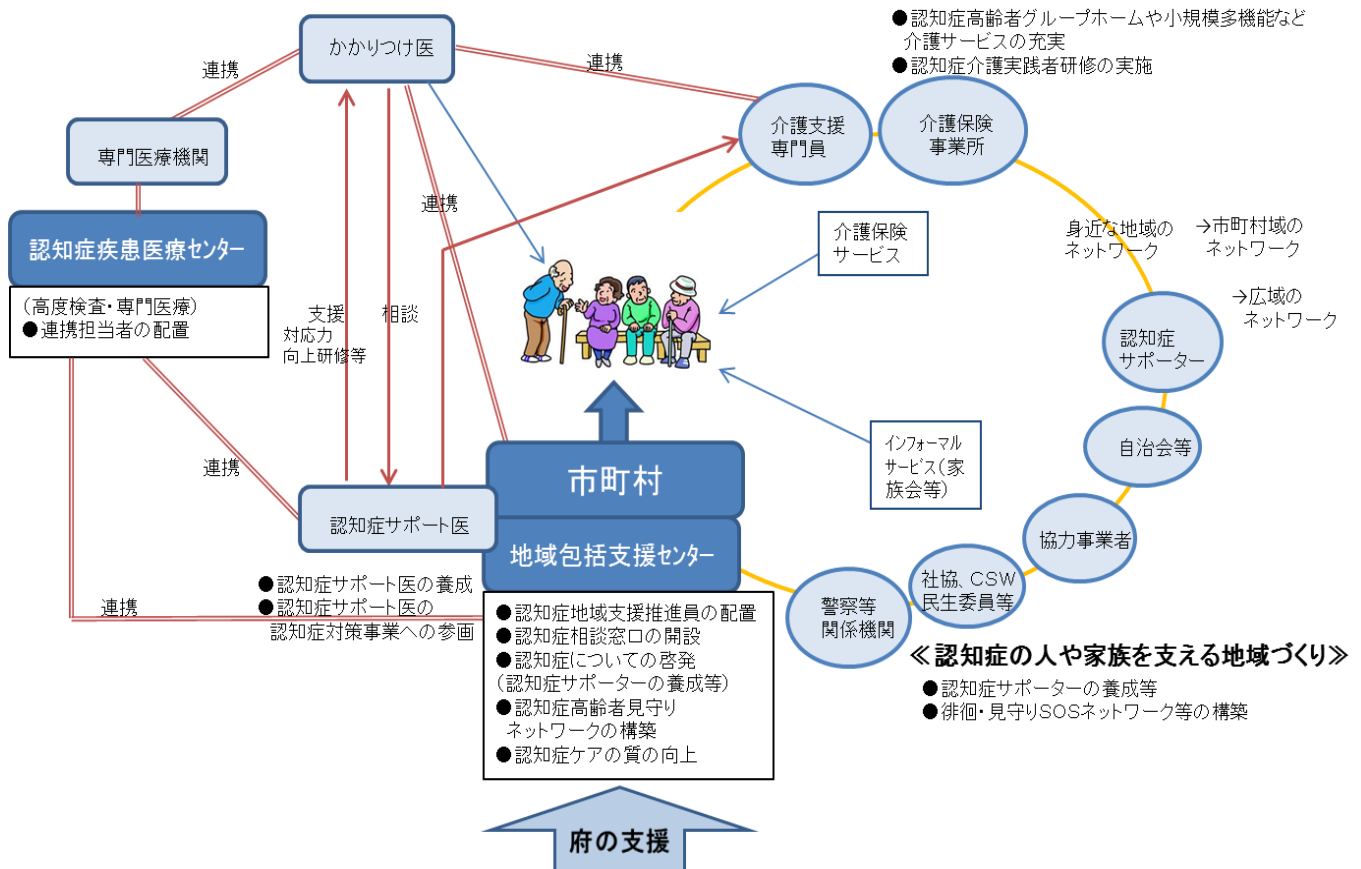 ●認知症高齢者グループホームや小規模多機能など
介護サービスの充実
●認知症介護実践者研修の実施
かかりつけ医
連携
連携
専門医療機関
介護支援
専門員
介護保険
事業所
連携
認知症疾患医療センター
(高度検査・専門医療)
●連携担当者の配置
介護保険
サービス
身近な地域の
ネットワーク
→市町村域の
ネットワーク
→広域の
ネットワーク
支援
対応力
向上研修等
相談
認知症
サポーター
インフォーマル
サービス(家
族会等)
自治会等
連携
市町村
認知症サポート医
地域包括支援センター
協力事業者
社協、CSW
民生委員等
警察等
関係機関
●認知症サポート医の養成
●認知症サポート医の
認知症対策事業への参画
連携
●認知症地域支援推進員の配置
●認知症相談窓口の開設
●認知症についての啓発
(認知症サポーターの養成等)
●認知症高齢者見守り
ネットワークの構築
●認知症ケアの質の向上
≪認知症の人や家族を支える地域づくり≫
●認知症サポーターの養成等
●徘徊・見守りSOSネットワーク等の構築
府の支援